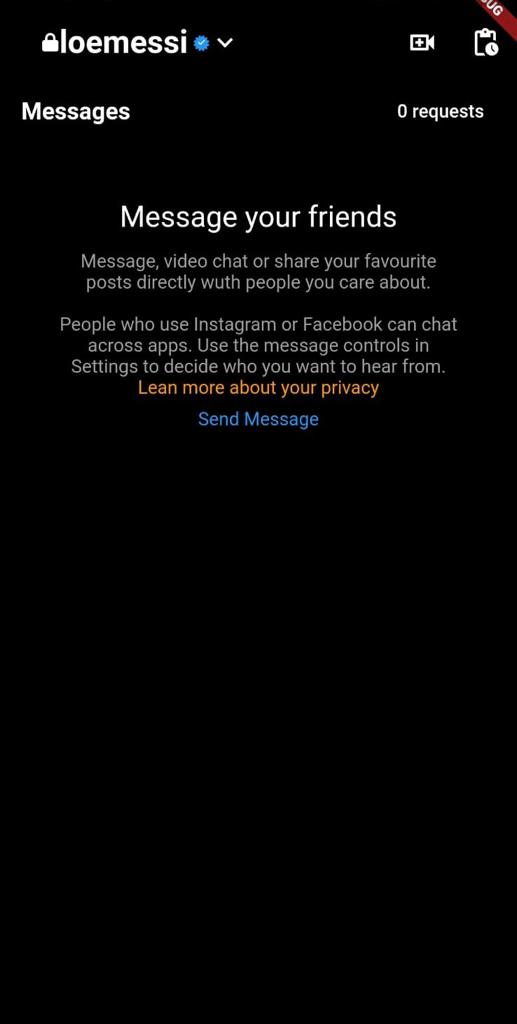 loemessi
Messages
0 requests
Message your friends
Message, video chat or share your favourite
posts directly wuth people you care about.
People who use Instagram or Facebook can chat
across apps. Use the message controls in
Settings to decide who you want to hear from.
Lean more about your privacy
Send Message